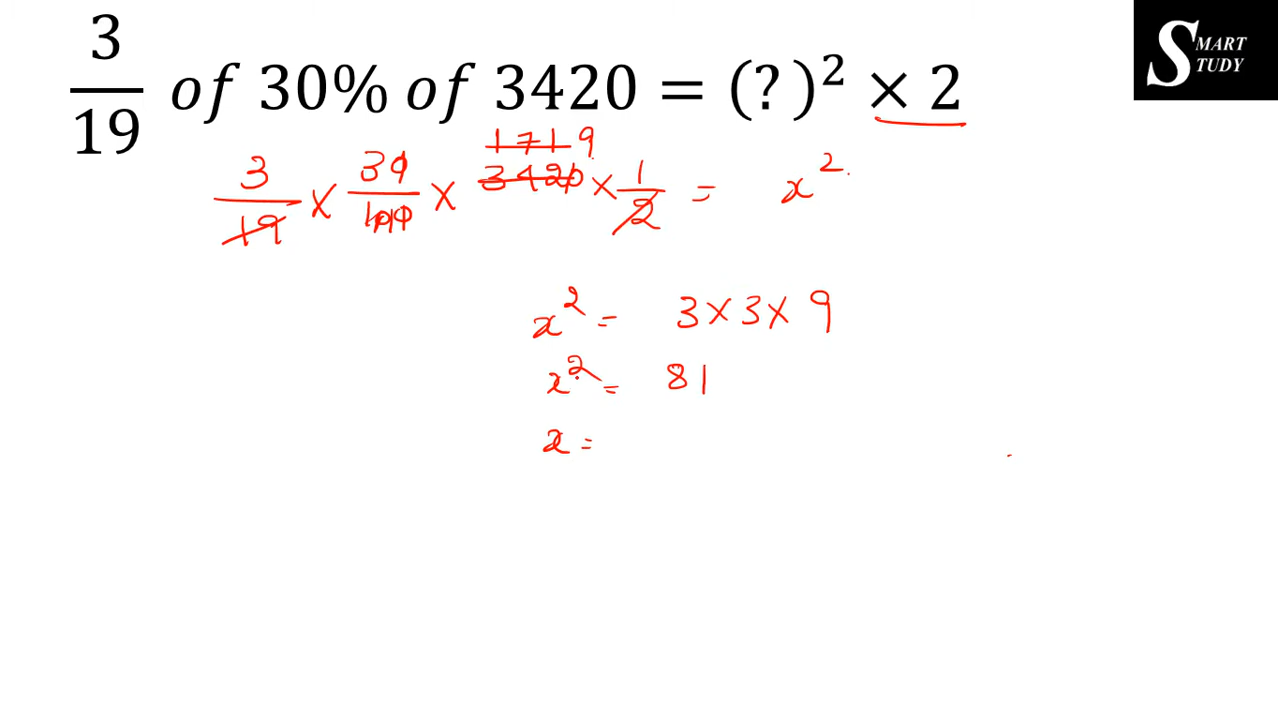 3/19 of 30% of 3420 = (?)² × 2
SMART
STUDY
1719
3/19 × 30/100 × 3420 × 1/2 = x²
x² = 3×3×9
x² = 81
x =